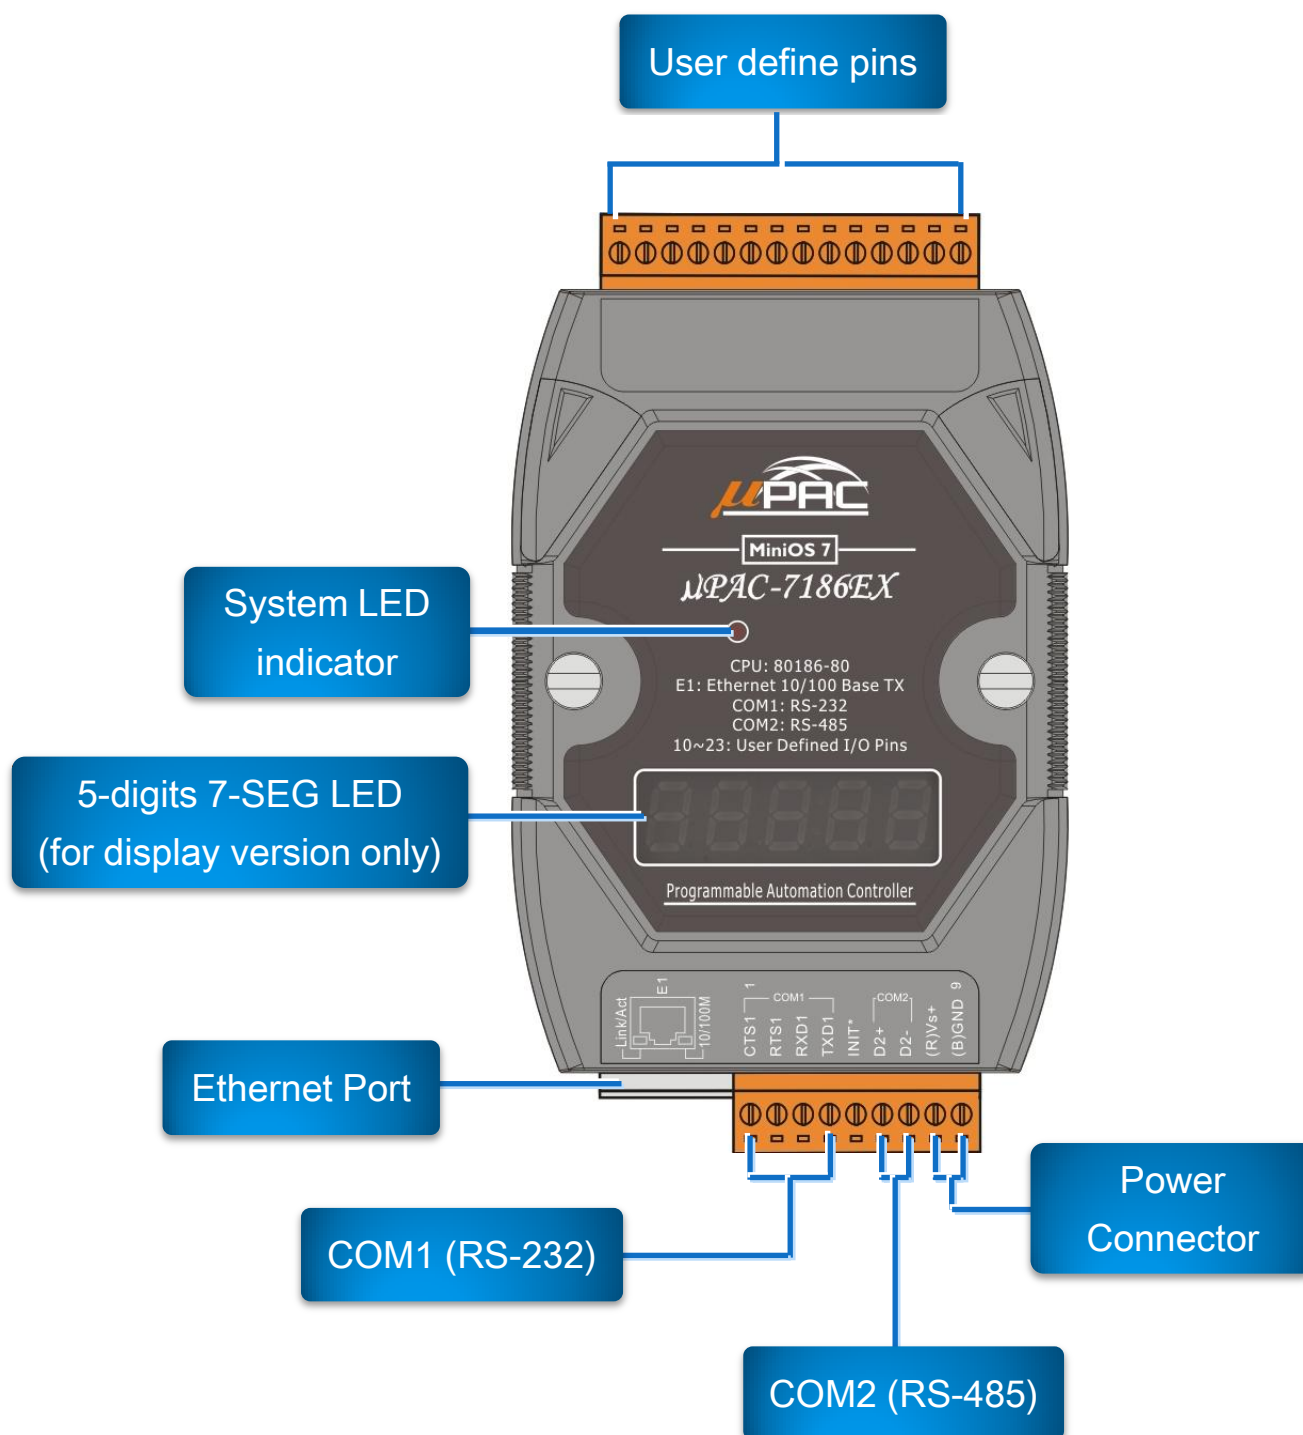 User define pins
µPAC
MiniOS 7
µPAC-7186EX
System LED
indicator
CPU: 80186-80
E1: Ethernet 10/100 Base TX
COM1: RS-232
COM2: RS-485
10~23: User Defined I/O Pins
5-digits 7-SEG LED
(for display version only)
Programmable Automation Controller
Link/Act
E1
10/100M
1
COM1
COM2
9
CTS1
RTS1
RXD1
TXD1
INIT*
D2+
D2-
(R)Vs+
(B)GND
Ethernet Port
Power
Connector
COM1 (RS-232)
COM2 (RS-485)